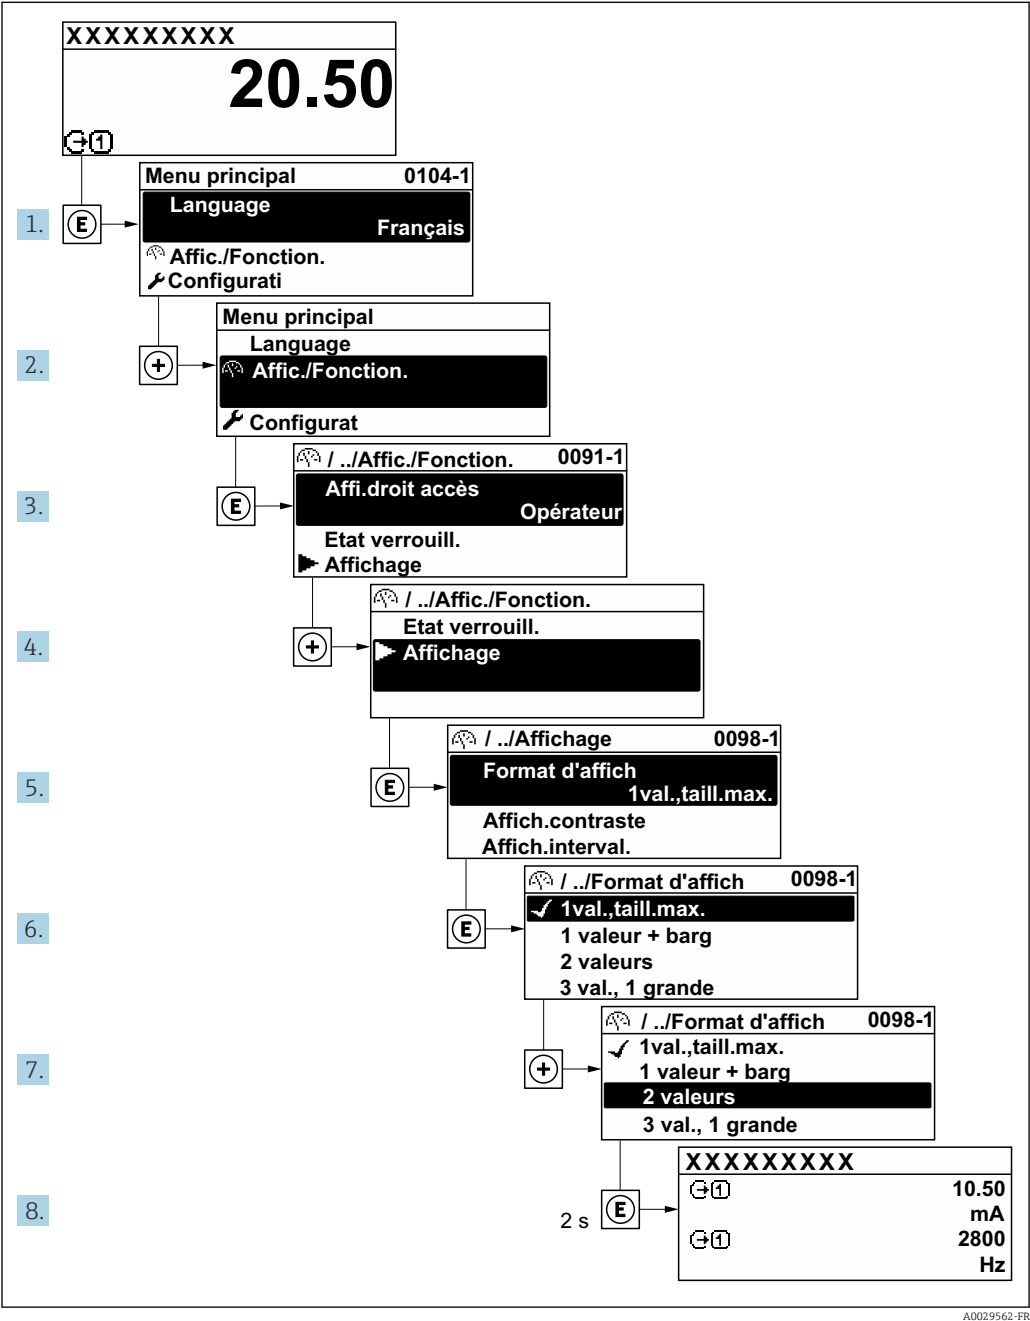 XXXXXXXXX
20.50
1
Menu principal 0104-1
Language
Français
1. E
Affic./Fonction.
Configurati
Menu principal
Language
2. +
Affic./Fonction.
Configurat
/ ../Affic./Fonction. 0091-1
Affi.droit accès
3. E
Opérateur
Etat verrouill.
Affichage
/ ../Affic./Fonction.
Etat verrouill.
4. +
Affichage
/ ../Affichage 0098-1
Format d'affich
5. E
1val.,taill.max.
Affich.contraste
Affich.interval.
/ ../Format d'affich 0098-1
1val.,taill.max.
6. E
1 valeur + barg
2 valeurs
3 val., 1 grande
/ ../Format d'affich 0098-1
1val.,taill.max.
7. +
1 valeur + barg
2 valeurs
3 val., 1 grande
XXXXXXXXX
1 10.50
mA
8. 2 s E
1 2800
Hz
A0029562-FR